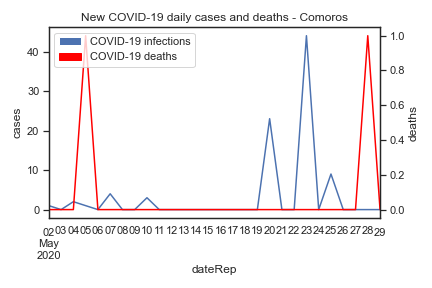 New COVID-19 daily cases and deaths - Comoros
COVID-19 infections
COVID-19 deaths
cases
40
30
20
10
0
deaths
1.0
0.8
0.6
0.4
0.2
0.0
02 03 04 05 06 07 08 09 10 11 12 13 14 15 16 17 18 19 20 21 22 23 24 25 26 27 28 29
May
2020
dateRep